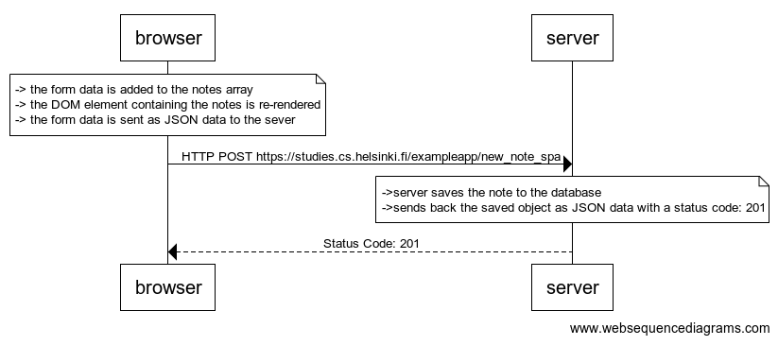 browser
server
-> the form data is added to the notes array
-> the DOM element containing the notes is re-rendered
-> the form data is sent as JSON data to the sever
HTTP POST https://studies.cs.helsinki.fi/exampleapp/new_note_spa
->server saves the note to the database
->sends back the saved object as JSON data with a status code: 201
Status Code: 201
browser
server
www.websequencediagrams.com